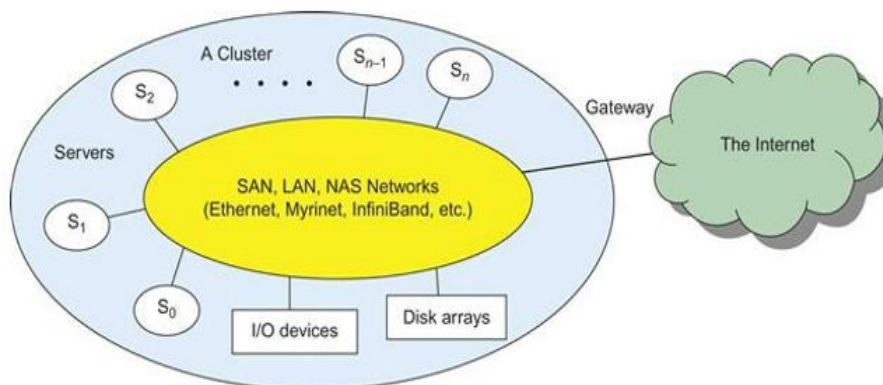 A Cluster
. . . .
S₀
S₁
S₂
Sₙ₋₁
Sₙ
Servers
Gateway
The Internet
SAN, LAN, NAS Networks
(Ethernet, Myrinet, InfiniBand, etc.)
I/O devices
Disk arrays